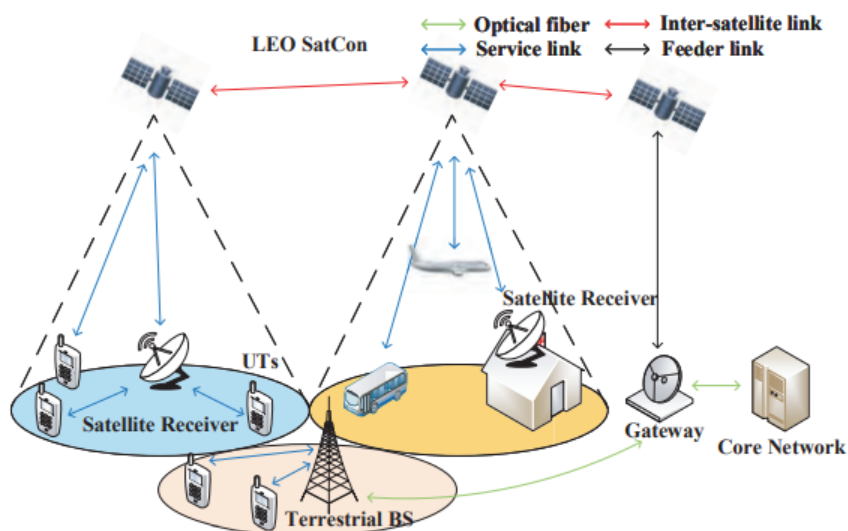 LEO SatCon
Optical fiber
Inter-satellite link
Service link
Feeder link
Satellite Receiver
UTs
Satellite Receiver
Gateway
Core Network
Terrestrial BS